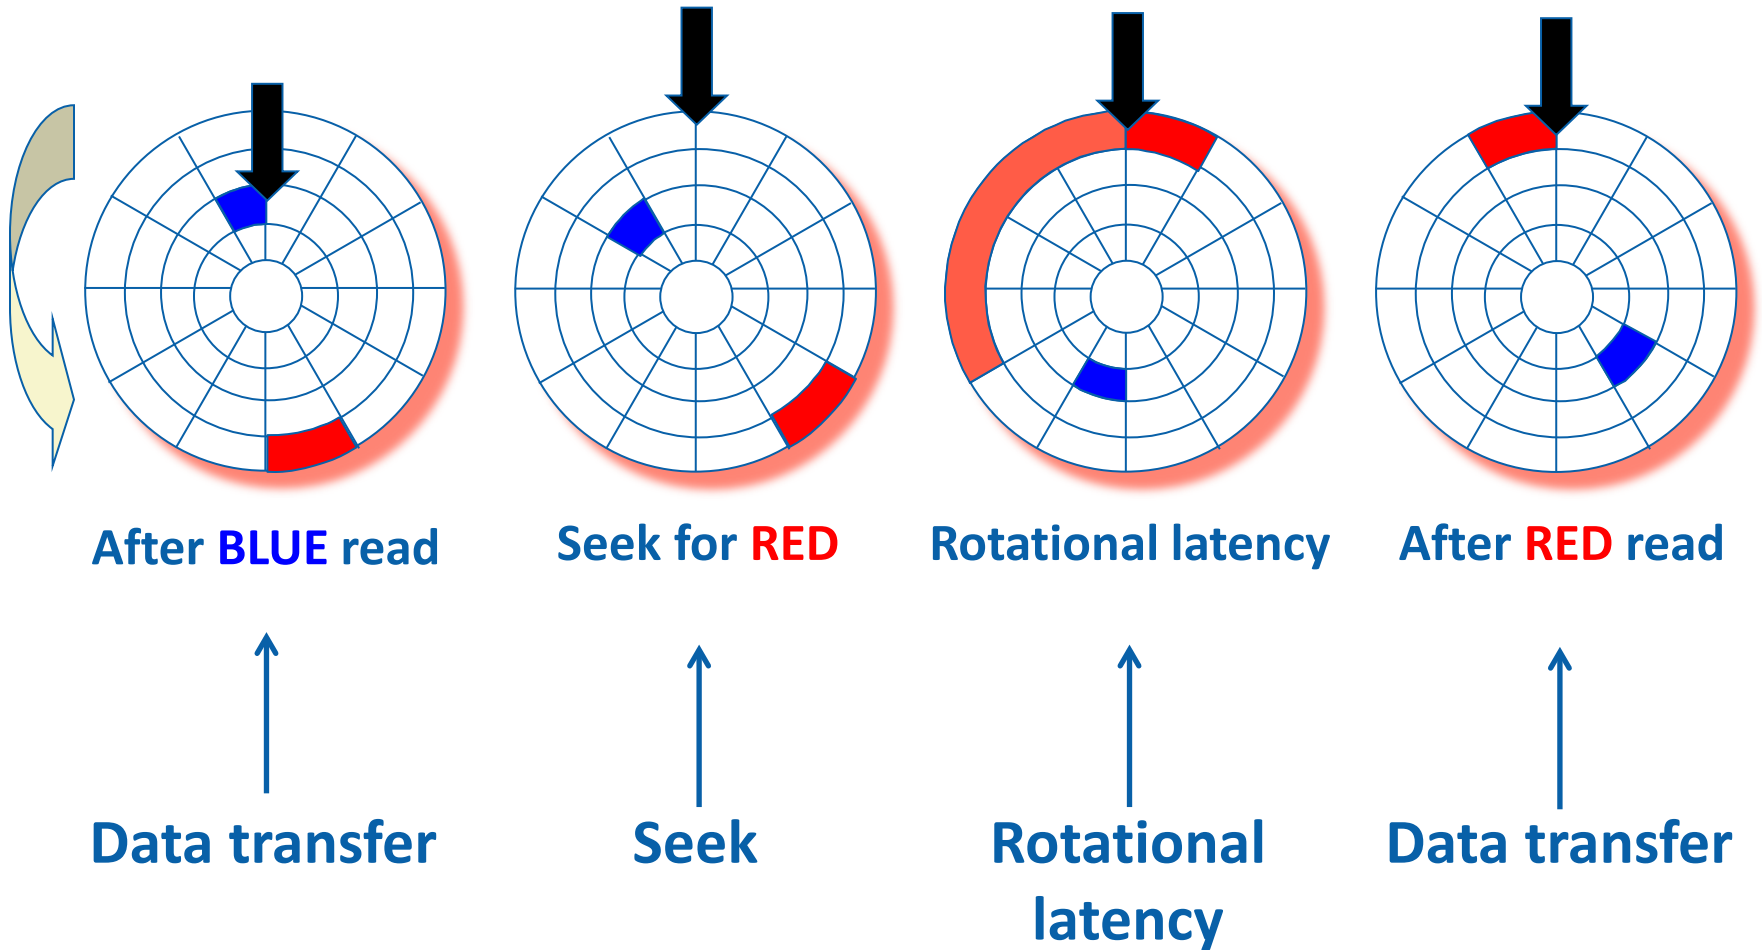 After BLUE read
Seek for RED
Rotational latency
After RED read
Data transfer
Seek
Rotational
latency
Data transfer